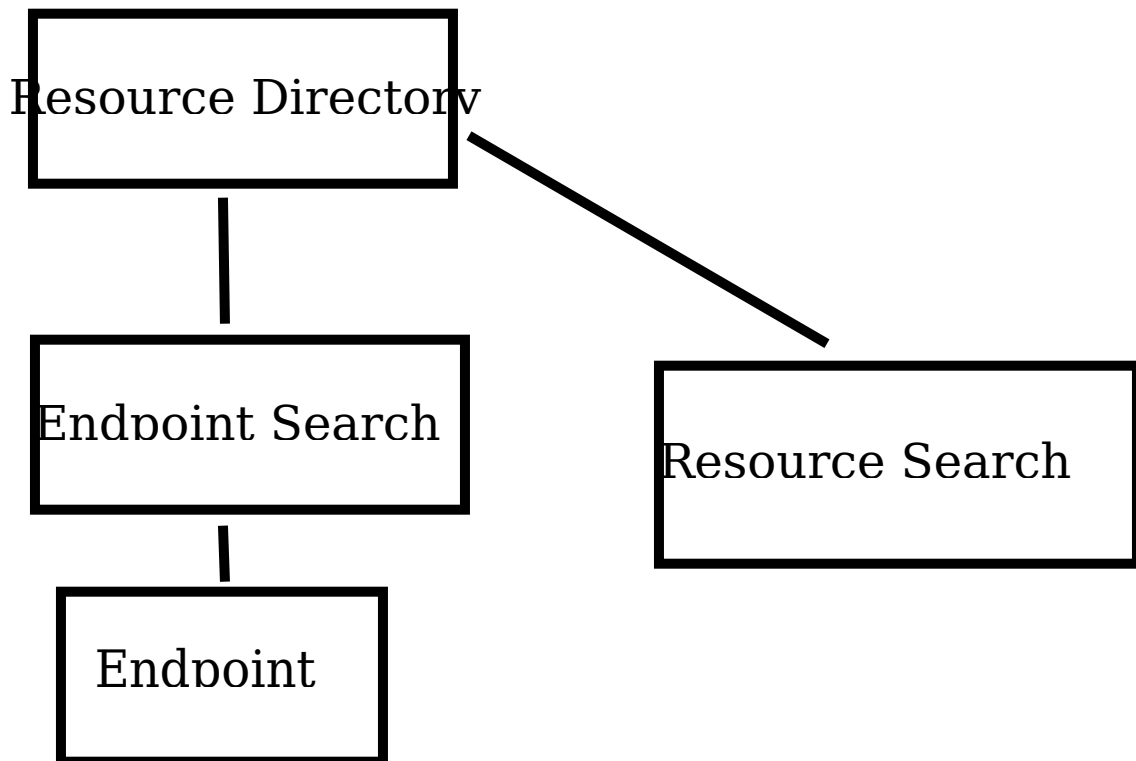 Resource Directory
Endpoint Search
Resource Search
Endpoint